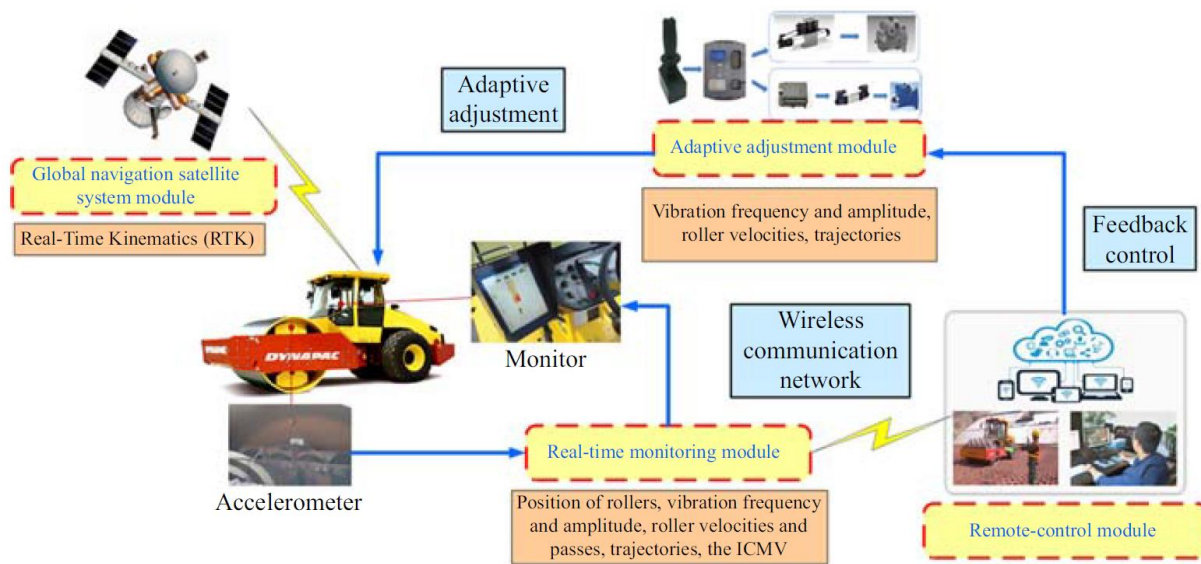 Adaptive
adjustment
Adaptive adjustment module
Global navigation satellite
system module
Real-Time Kinematics (RTK)
Vibration frequency and amplitude,
roller velocities, trajectories
Feedback
control
DYNAPAC
Monitor
Wireless
communication
network
Accelerometer
Real-time monitoring module
Position of rollers, vibration frequency
and amplitude, roller velocities and
passes, trajectories, the ICMV
Remote-control module